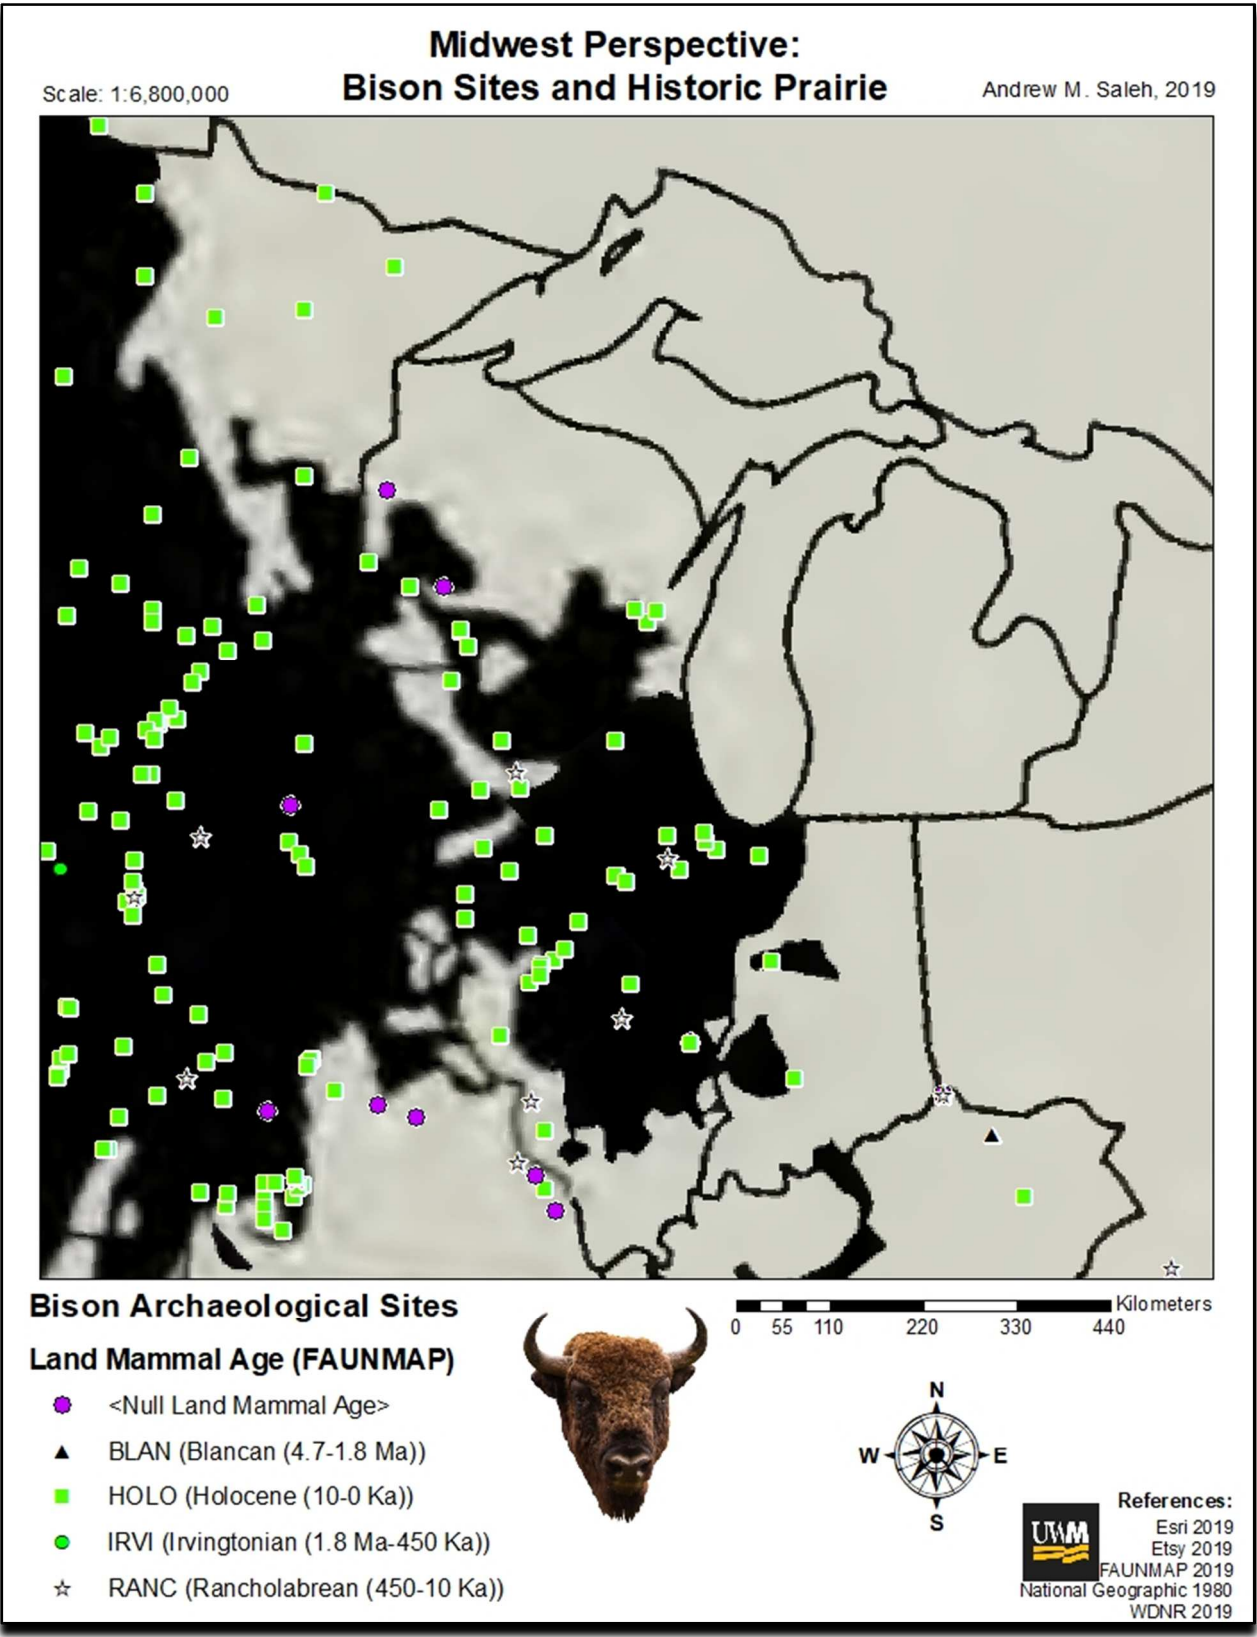 Midwest Perspective:
Bison Sites and Historic Prairie
Scale: 1:6,800,000
Andrew M. Saleh, 2019
Bison Archaeological Sites
Land Mammal Age (FAUNMAP)
<Null Land Mammal Age>
BLAN (Blancan (4.7-1.8 Ma))
HOLO (Holocene (10-0 Ka))
IRVI (Irvingtonian (1.8 Ma-450 Ka))
RANC (Rancholabrean (450-10 Ka))
Kilometers
0 55 110 220 330 440
N
W E
S
UWM
References:
Esri 2019
Etsy 2019
FAUNMAP 2019
National Geographic 1980
WDNR 2019